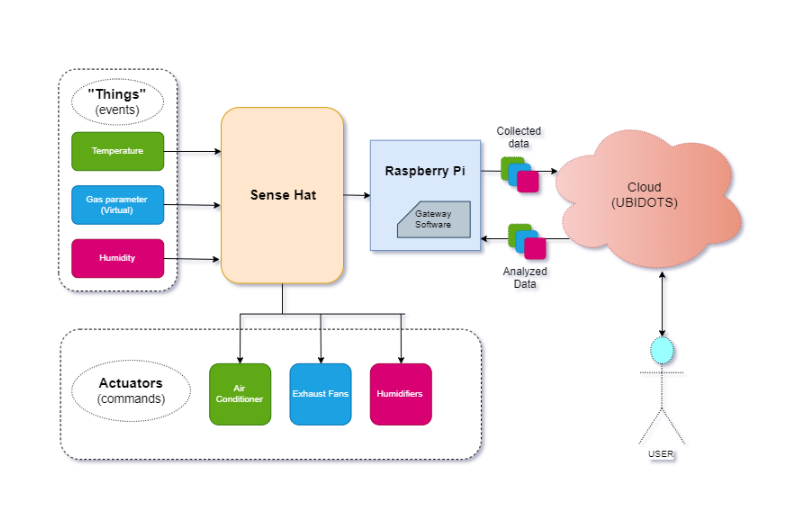 "Things"
(events)
Temperature
Gas parameter
(Virtual)
Humidity
Sense Hat
Raspberry Pi
Gateway
Software
Collected
data
Analyzed
Data
Cloud
(UBIDOTS)
Actuators
(commands)
Air
Conditioner
Exhaust Fans
Humidifiers
USER